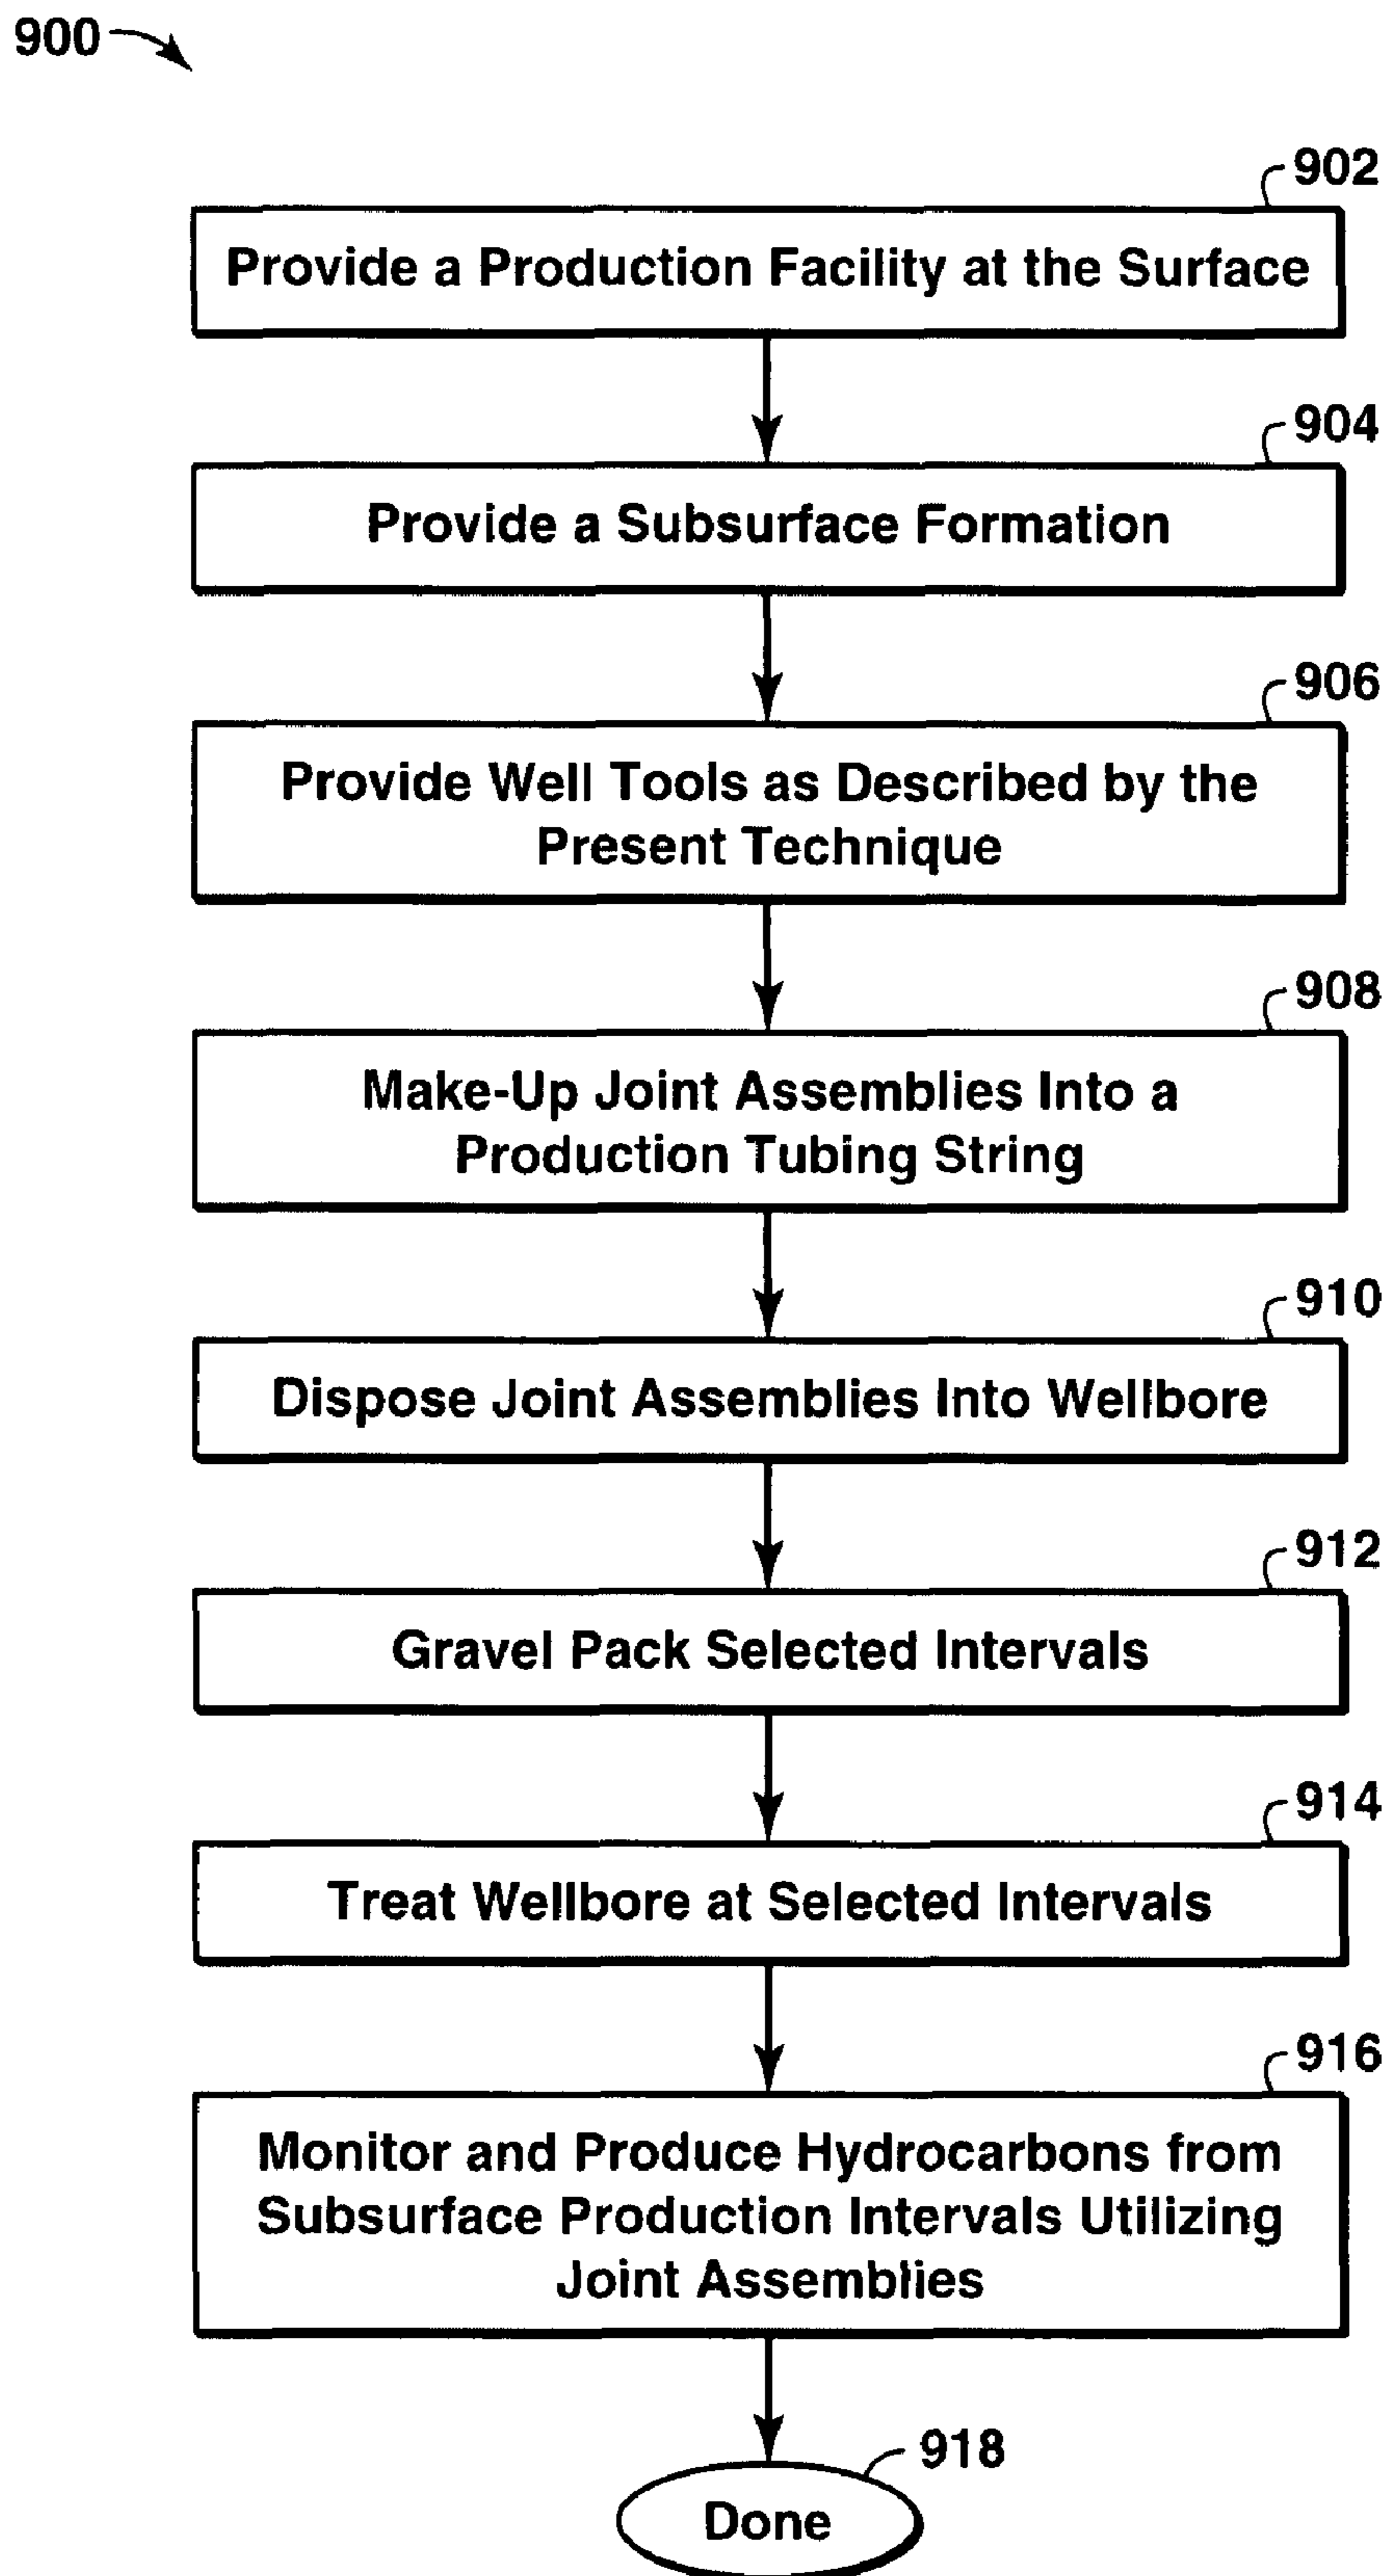 900
902
Provide a Production Facility at the Surface
904
Provide a Subsurface Formation
906
Provide Well Tools as Described by the
Present Technique
908
Make-Up Joint Assemblies Into a
Production Tubing String
910
Dispose Joint Assemblies Into Wellbore
912
Gravel Pack Selected Intervals
914
Treat Wellbore at Selected Intervals
916
Monitor and Produce Hydrocarbons from
Subsurface Production Intervals Utilizing
Joint Assemblies
918
Done